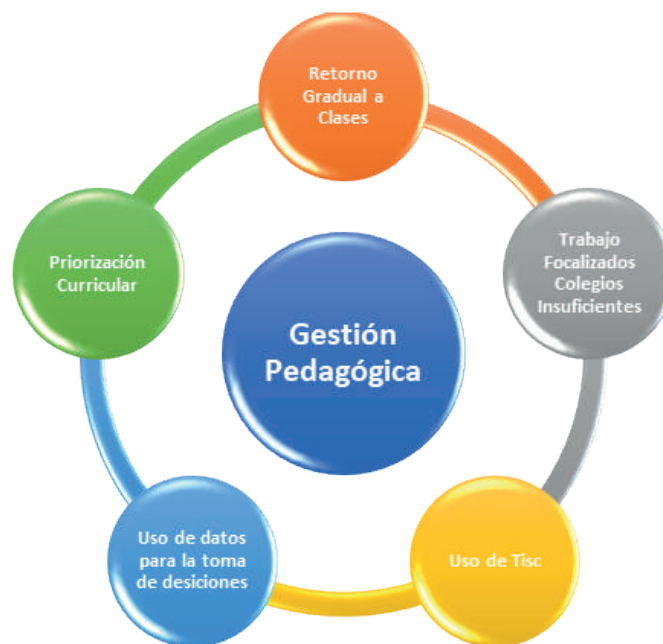 Retorno
Gradual a
Clases
Trabajo
Focalizados
Colegios
Insuficientes
Uso de Tisc
Uso de datos
para la toma
de desiciones
Priorización
Curricular
Gestión
Pedagógica